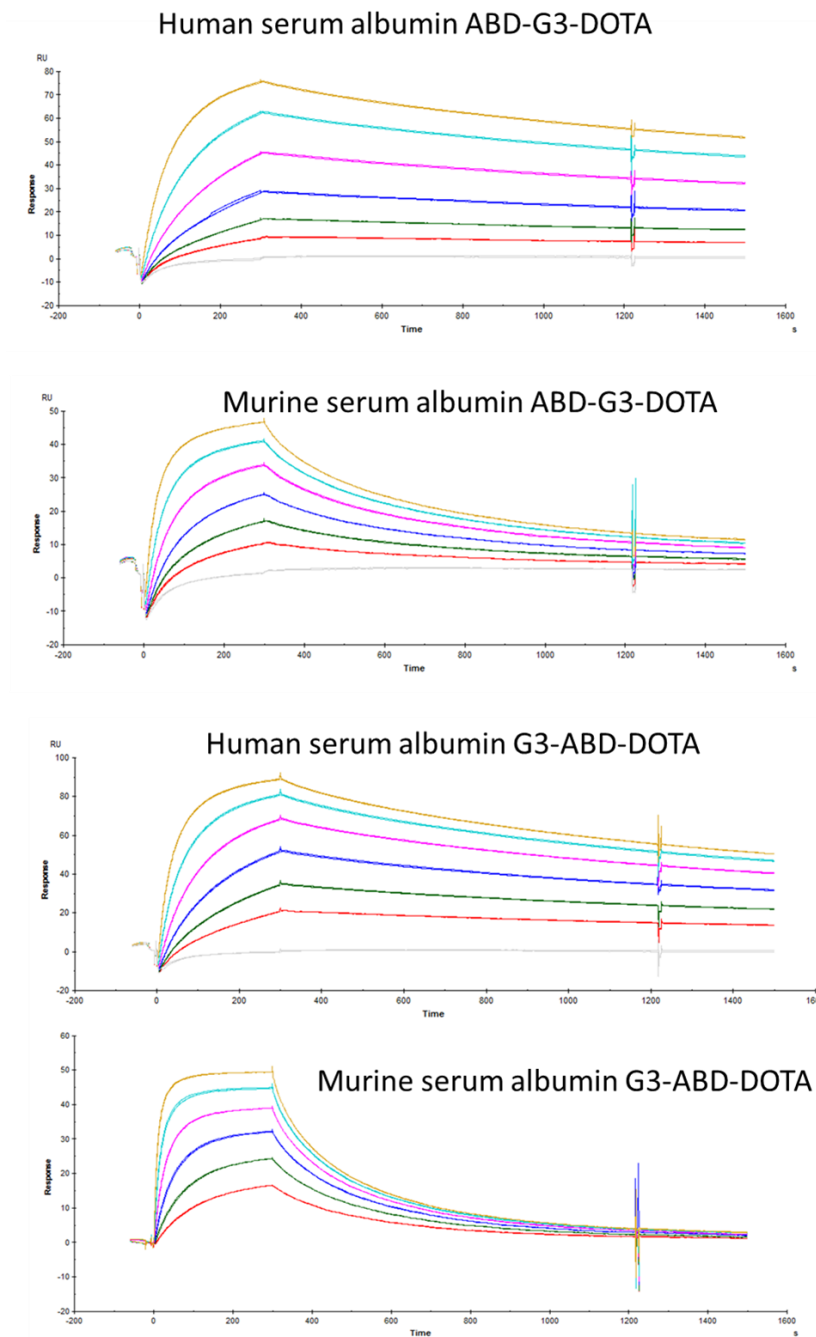 Human serum albumin ABD-G3-DOTA
RU
80
70
60
50
40
30
20
10
0
-10
-20
Response
-200 0 200 400 600 800 1000 1200 1400 1600
Time s
Murine serum albumin ABD-G3-DOTA
RU
50
40
30
20
10
0
-10
-20
Response
-200 0 200 400 600 800 1000 1200 1400 1600
Time s
Human serum albumin G3-ABD-DOTA
RU
100
80
60
40
20
0
-20
Response
-200 0 200 400 600 800 1000 1200 1400 160
Time
Murine serum albumin G3-ABD-DOTA
60
50
40
30
20
10
0
-10
-20
Response
-200 0 200 400 600 800 1000 1200 1400 1600
Time s